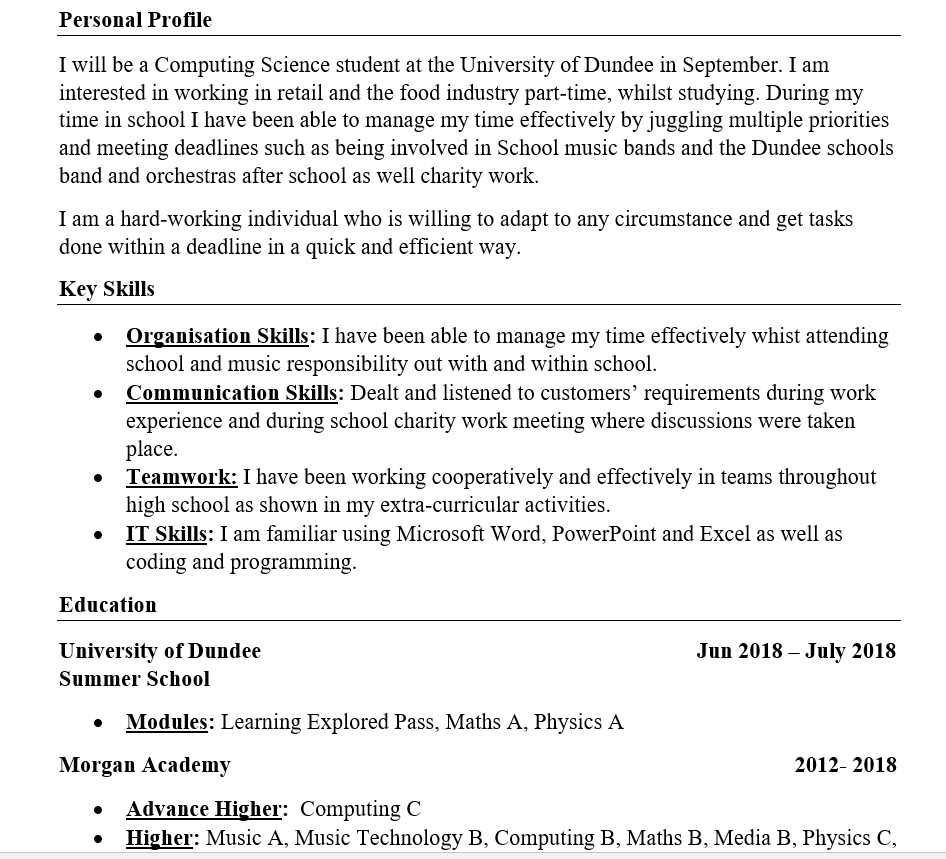 Personal Profile
I will be a Computing Science student at the University of Dundee in September. I am
interested in working in retail and the food industry part-time, whilst studying. During my
time in school I have been able to manage my time effectively by juggling multiple priorities
and meeting deadlines such as being involved in School music bands and the Dundee schools
band and orchestras after school as well charity work.
I am a hard-working individual who is willing to adapt to any circumstance and get tasks
done within a deadline in a quick and efficient way.
Key Skills
• Organisation Skills: I have been able to manage my time effectively whist attending
school and music responsibility out with and within school.
• Communication Skills: Dealt and listened to customers’ requirements during work
experience and during school charity work meeting where discussions were taken
place.
• Teamwork: I have been working cooperatively and effectively in teams throughout
high school as shown in my extra-curricular activities.
• IT Skills: I am familiar using Microsoft Word, PowerPoint and Excel as well as
coding and programming.
Education
University of Dundee Jun 2018 – July 2018
Summer School
• Modules: Learning Explored Pass, Maths A, Physics A
Morgan Academy 2012- 2018
• Advance Higher: Computing C
• Higher: Music A, Music Technology B, Computing B, Maths B, Media B, Physics C,